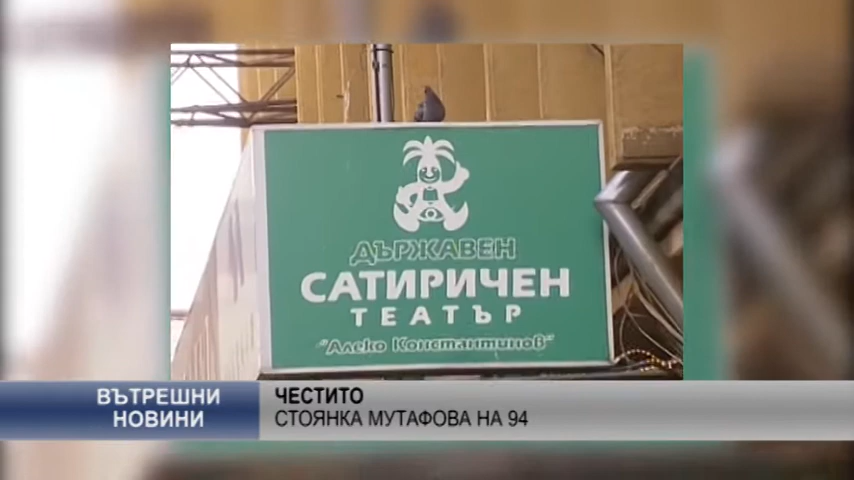 ДЪРЖАВЕН
САТИРИЧЕН
ТЕАТЪР
"Алеко Константинов"
ВЪТРЕШНИ
НОВИНИ
ЧЕСТИТО
СТОЯНКА МУТАФОВА НА 94